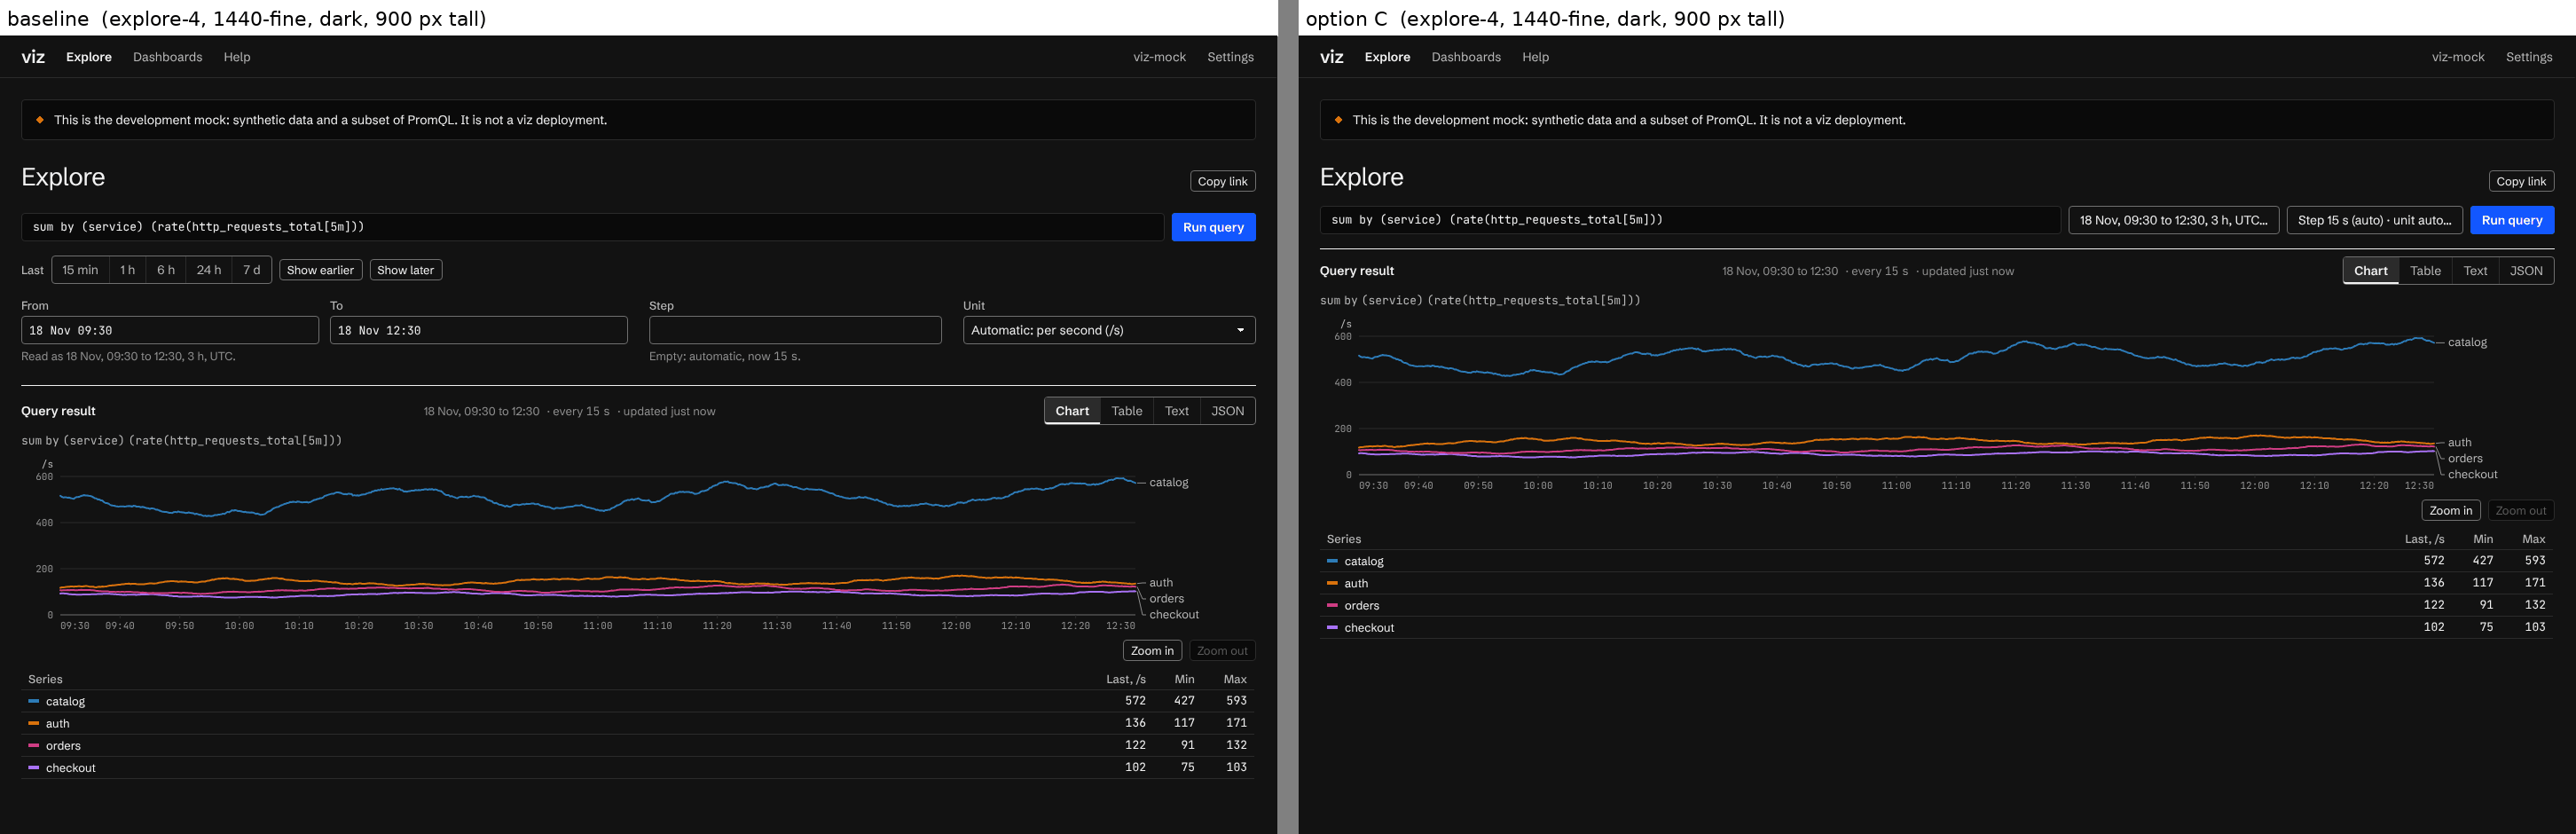 baseline  (explore-4, 1440-fine, dark, 900 px tall)
viz Explore Dashboards Help viz-mock Settings
This is the development mock: synthetic data and a subset of PromQL. It is not a viz deployment.
Explore Copy link
sum by (service) (rate(http_requests_total[5m])) Run query
Last 15 min 1 h 6 h 24 h 7 d Show earlier Show later
From To Step Unit
18 Nov 09:30 18 Nov 12:30 Automatic: per second (/s)
Read as 18 Nov, 09:30 to 12:30, 3 h, UTC. Empty: automatic, now 15 s.
Query result 18 Nov, 09:30 to 12:30 · every 15 s · updated just now Chart Table Text JSON
sum by (service) (rate(http_requests_total[5m]))
/s
600
catalog
400
200
auth
orders
0 checkout
09:30 09:40 09:50 10:00 10:10 10:20 10:30 10:40 10:50 11:00 11:10 11:20 11:30 11:40 11:50 12:00 12:10 12:20 12:30
Zoom in Zoom out
Series Last, /s Min Max
catalog 572 427 593
auth 136 117 171
orders 122 91 132
checkout 102 75 103
option C  (explore-4, 1440-fine, dark, 900 px tall)
viz Explore Dashboards Help viz-mock Settings
This is the development mock: synthetic data and a subset of PromQL. It is not a viz deployment.
Explore Copy link
sum by (service) (rate(http_requests_total[5m])) 18 Nov, 09:30 to 12:30, 3 h, UTC... Step 15 s (auto) · unit auto... Run query
Query result 18 Nov, 09:30 to 12:30 · every 15 s · updated just now Chart Table Text JSON
sum by (service) (rate(http_requests_total[5m]))
/s
600
catalog
400
200
auth
orders
0 checkout
09:30 09:40 09:50 10:00 10:10 10:20 10:30 10:40 10:50 11:00 11:10 11:20 11:30 11:40 11:50 12:00 12:10 12:20 12:30
Zoom in Zoom out
Series Last, /s Min Max
catalog 572 427 593
auth 136 117 171
orders 122 91 132
checkout 102 75 103